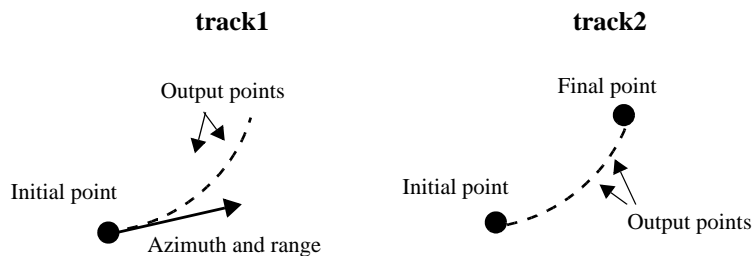 track1
Output points
Initial point
Azimuth and range
track2
Final point
Initial point
Output points